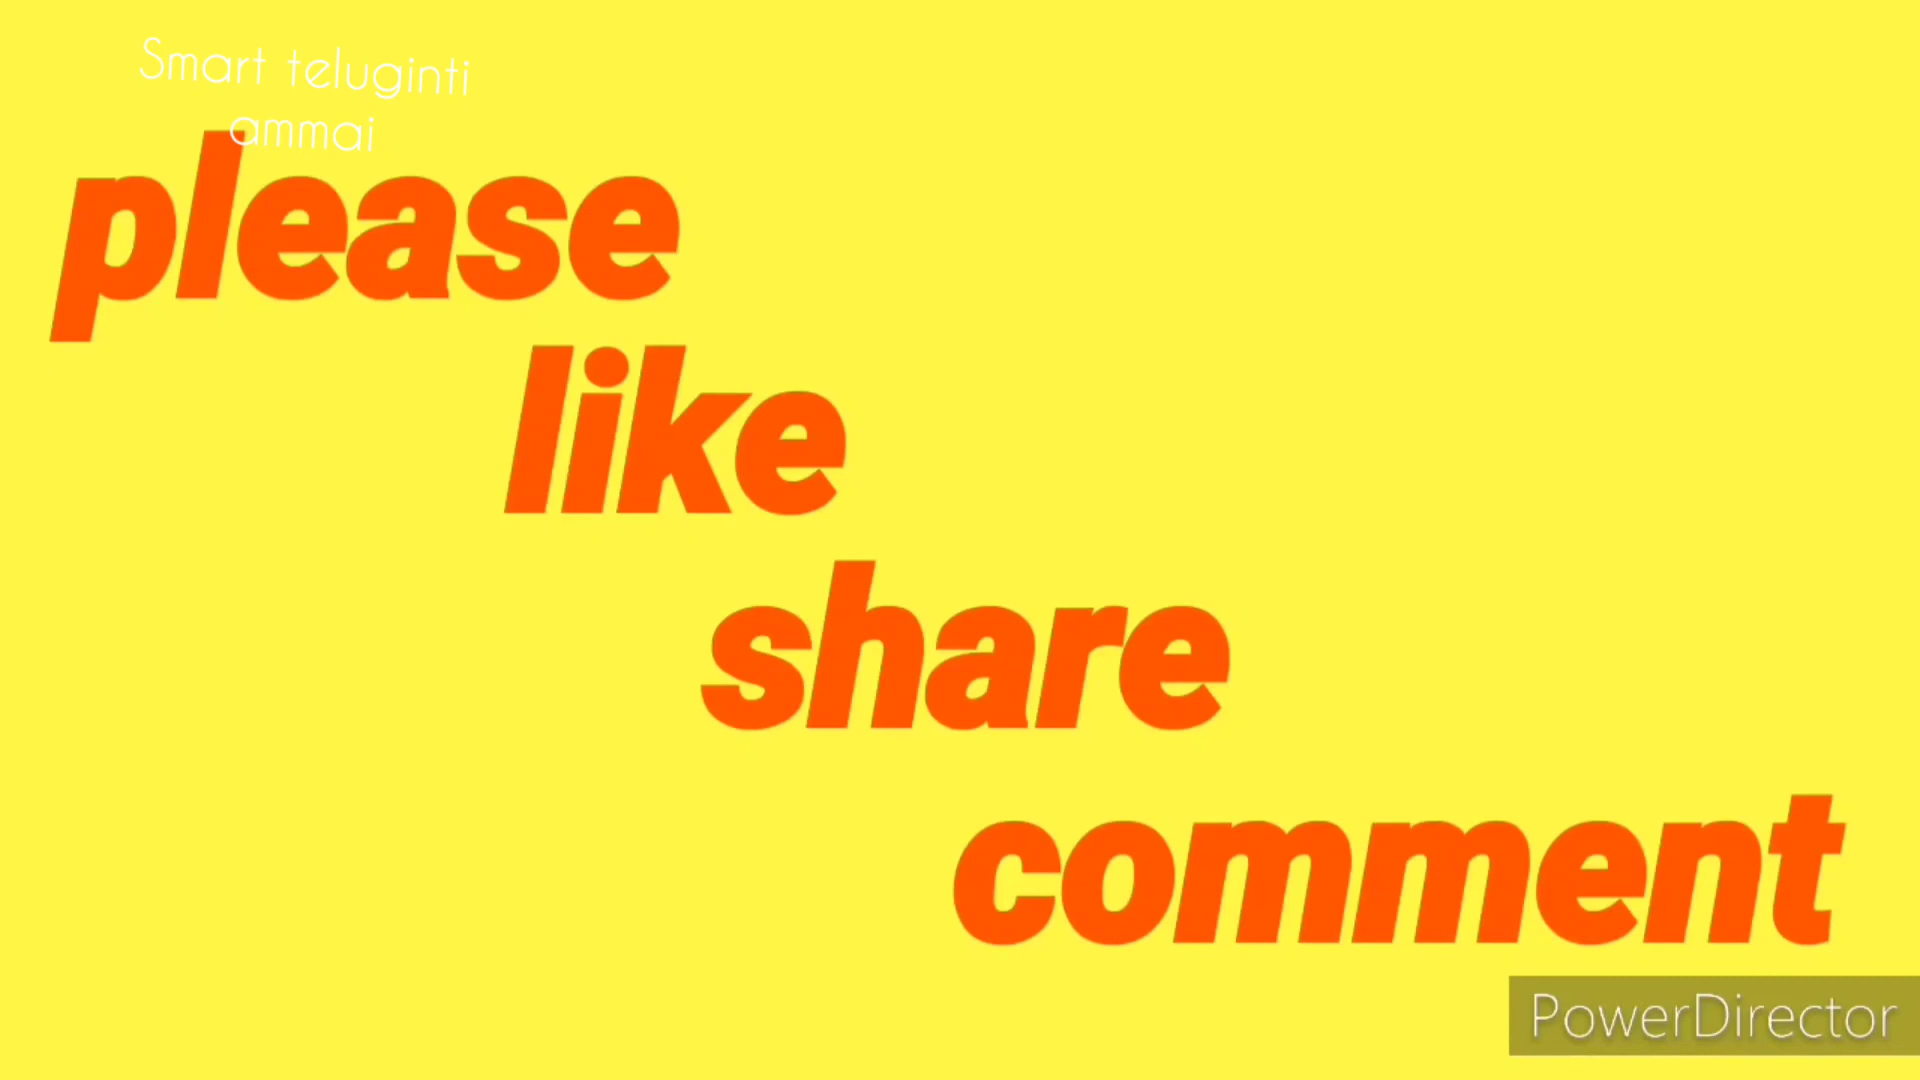 Smart teluginti
ammai
please
like
share
comment
PowerDirector